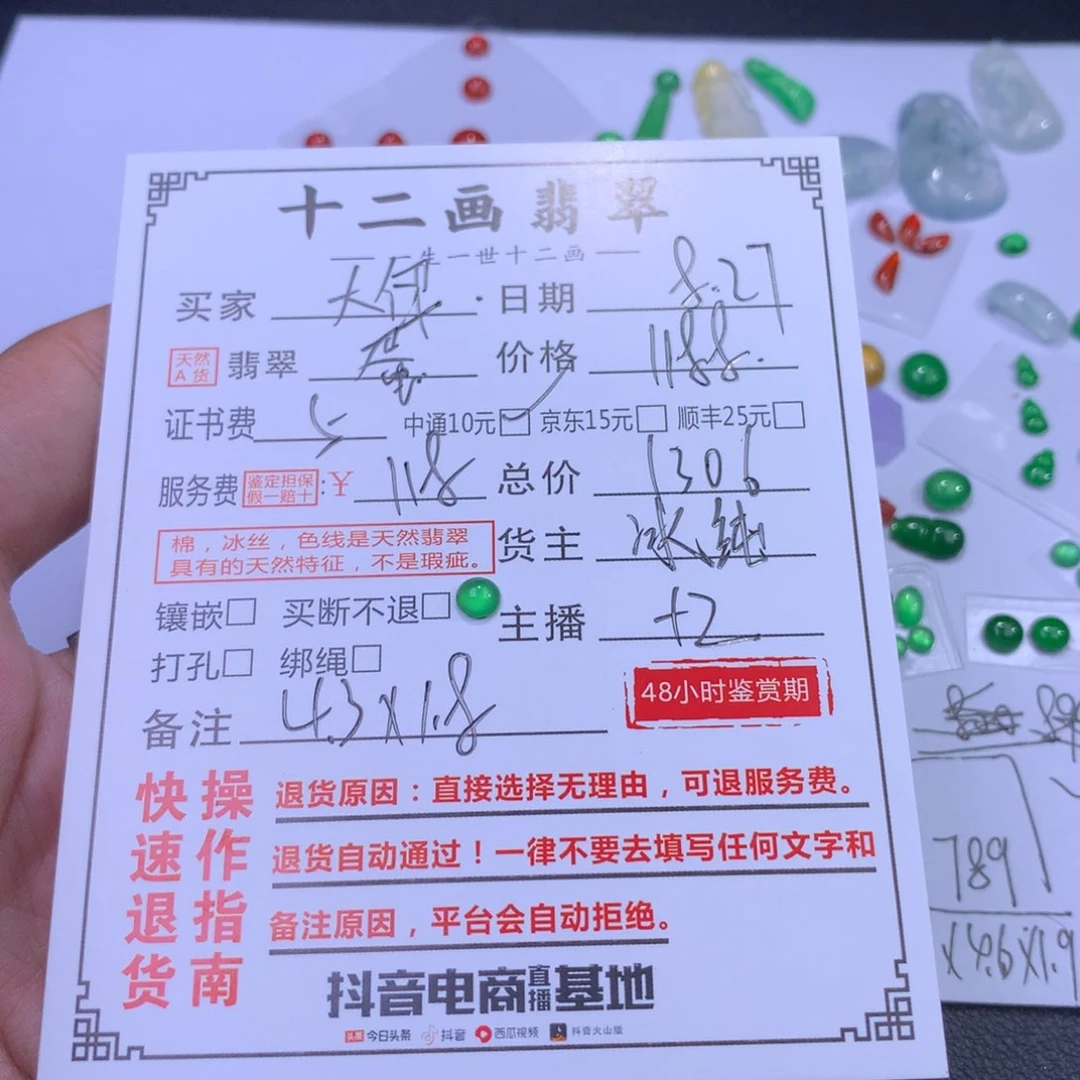 十二画翡翠
一生一世十二画
买家 日期 8.27
天然A货 翡翠 价格 1188.
证书费 中通10元☑ 京东15元□ 顺丰25元□
服务费 鉴定担保 假一赔十 :¥ 118 总价 1306
棉，冰丝，色线是天然翡翠
具有的天然特征，不是瑕疵。
货主 冰纯
镶嵌□ 买断不退□
主播 十2
打孔□ 绑绳□
48小时鉴赏期
备注 4.3X1.8
快速退货 操作指南
退货原因：直接选择无理由，可退服务费。
退货自动通过！一律不要去填写任何文字和
备注原因，平台会自动拒绝。
抖音电商直播基地
头条 今日头条 抖音 西瓜视频 抖音火山版
789
X4.6X1.9